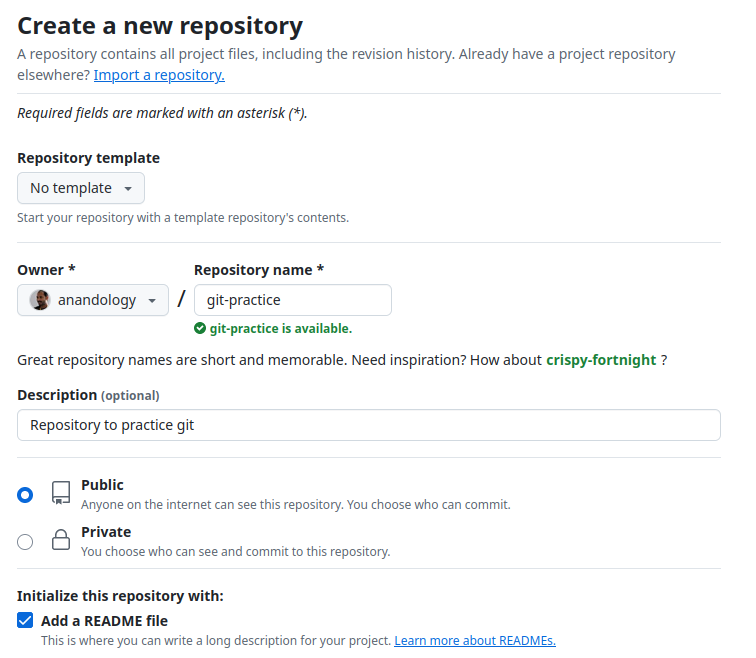 Create a new repository
A repository contains all project files, including the revision history. Already have a project repository
elsewhere? Import a repository.
Required fields are marked with an asterisk (*).
Repository template
No template
Start your repository with a template repository's contents.
Owner * Repository name *
anandology / git-practice
git-practice is available.
Great repository names are short and memorable. Need inspiration? How about crispy-fortnight ?
Description (optional)
Repository to practice git
Public
Anyone on the internet can see this repository. You choose who can commit.
Private
You choose who can see and commit to this repository.
Initialize this repository with:
Add a README file
This is where you can write a long description for your project. Learn more about READMEs.